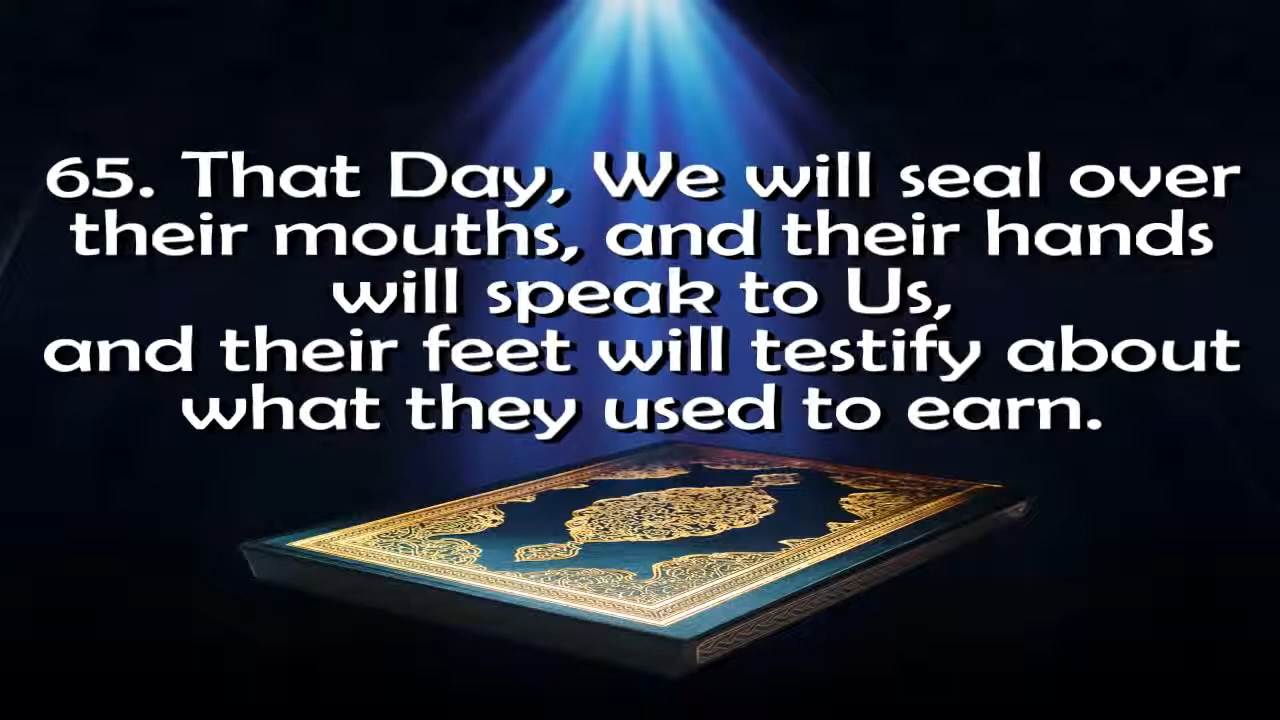 65. That Day, We will seal over
their mouths, and their hands
will speak to Us,
and their feet will testify about
what they used to earn.